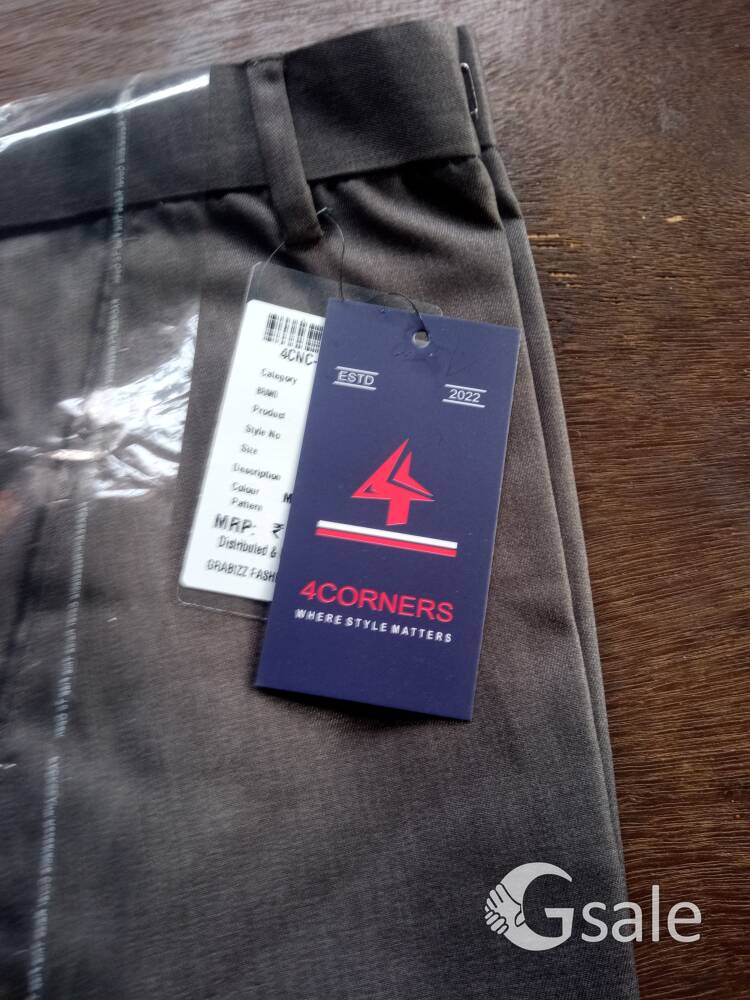 4CNC-
Category
BRAND
Product
Style No
Size
Description
Colour M
Pattern
MRP: ₹
Distributed &
GRABIZZ FASHI
ESTD
2022
4CORNERS
WHERE STYLE MATTERS
Gsale